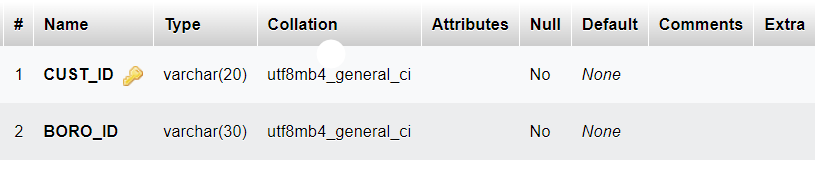 # Name Type Collation Attributes Null Default Comments Extra
1 CUST_ID varchar(20) utf8mb4_general_ci No None
2 BORO_ID varchar(30) utf8mb4_general_ci No None